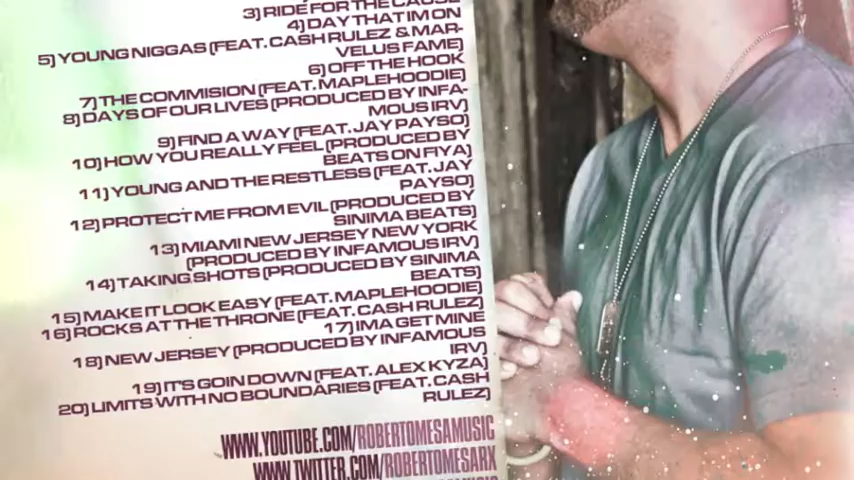 3) RIDE FOR THE CAUSE
4) DAY THAT IM ON
5) YOUNG NIGGAS (FEAT. CASH RULEZ & MAR-
VELUS FAME)
6) OFF THE HOOK
7) THE COMMISION (FEAT. MAPLEHOODIE)
8) DAYS OF OUR LIVES (PRODUCED BY INFA-
MOUS IRV)
9) FIND A WAY (FEAT. JAY PAYSO)
10) HOW YOU REALLY FEEL (PRODUCED BY
BEATS ON FIYA)
11) YOUNG AND THE RESTLESS (FEAT. JAY
PAYSO)
12) PROTECT ME FROM EVIL (PRODUCED BY
SINIMA BEATS)
13) MIAMI NEW JERSEY NEW YORK
(PRODUCED BY INFAMOUS IRV)
14) TAKING SHOTS (PRODUCED BY SINIMA
BEATS)
15) MAKE IT LOOK EASY (FEAT. MAPLEHOODIE)
16) ROCKS AT THE THRONE (FEAT. CASH RULEZ)
17) IMA GET MINE
18) NEW JERSEY (PRODUCED BY INFAMOUS
IRV)
19) IT'S GOIN DOWN (FEAT. ALEX KYZA)
20) LIMITS WITH NO BOUNDARIES (FEAT. CASH
RULEZ)
WWW.YOUTUBE.COM/ROBERTOMESAMUSIC
WWW.TWITTER.COM/ROBERTOMESARX